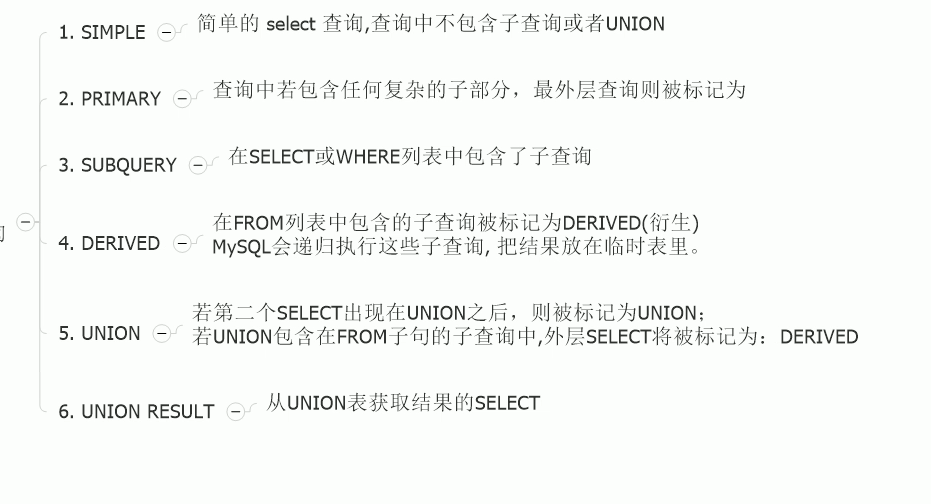 1. SIMPLE
简单的 select 查询,查询中不包含子查询或者UNION
2. PRIMARY
查询中若包含任何复杂的子部分，最外层查询则被标记为
3. SUBQUERY
在SELECT或WHERE列表中包含了子查询
4. DERIVED
在FROM列表中包含的子查询被标记为DERIVED(衍生)
MySQL会递归执行这些子查询, 把结果放在临时表里。
5. UNION
若第二个SELECT出现在UNION之后，则被标记为UNION；
若UNION包含在FROM子句的子查询中,外层SELECT将被标记为：DERIVED
6. UNION RESULT
从UNION表获取结果的SELECT